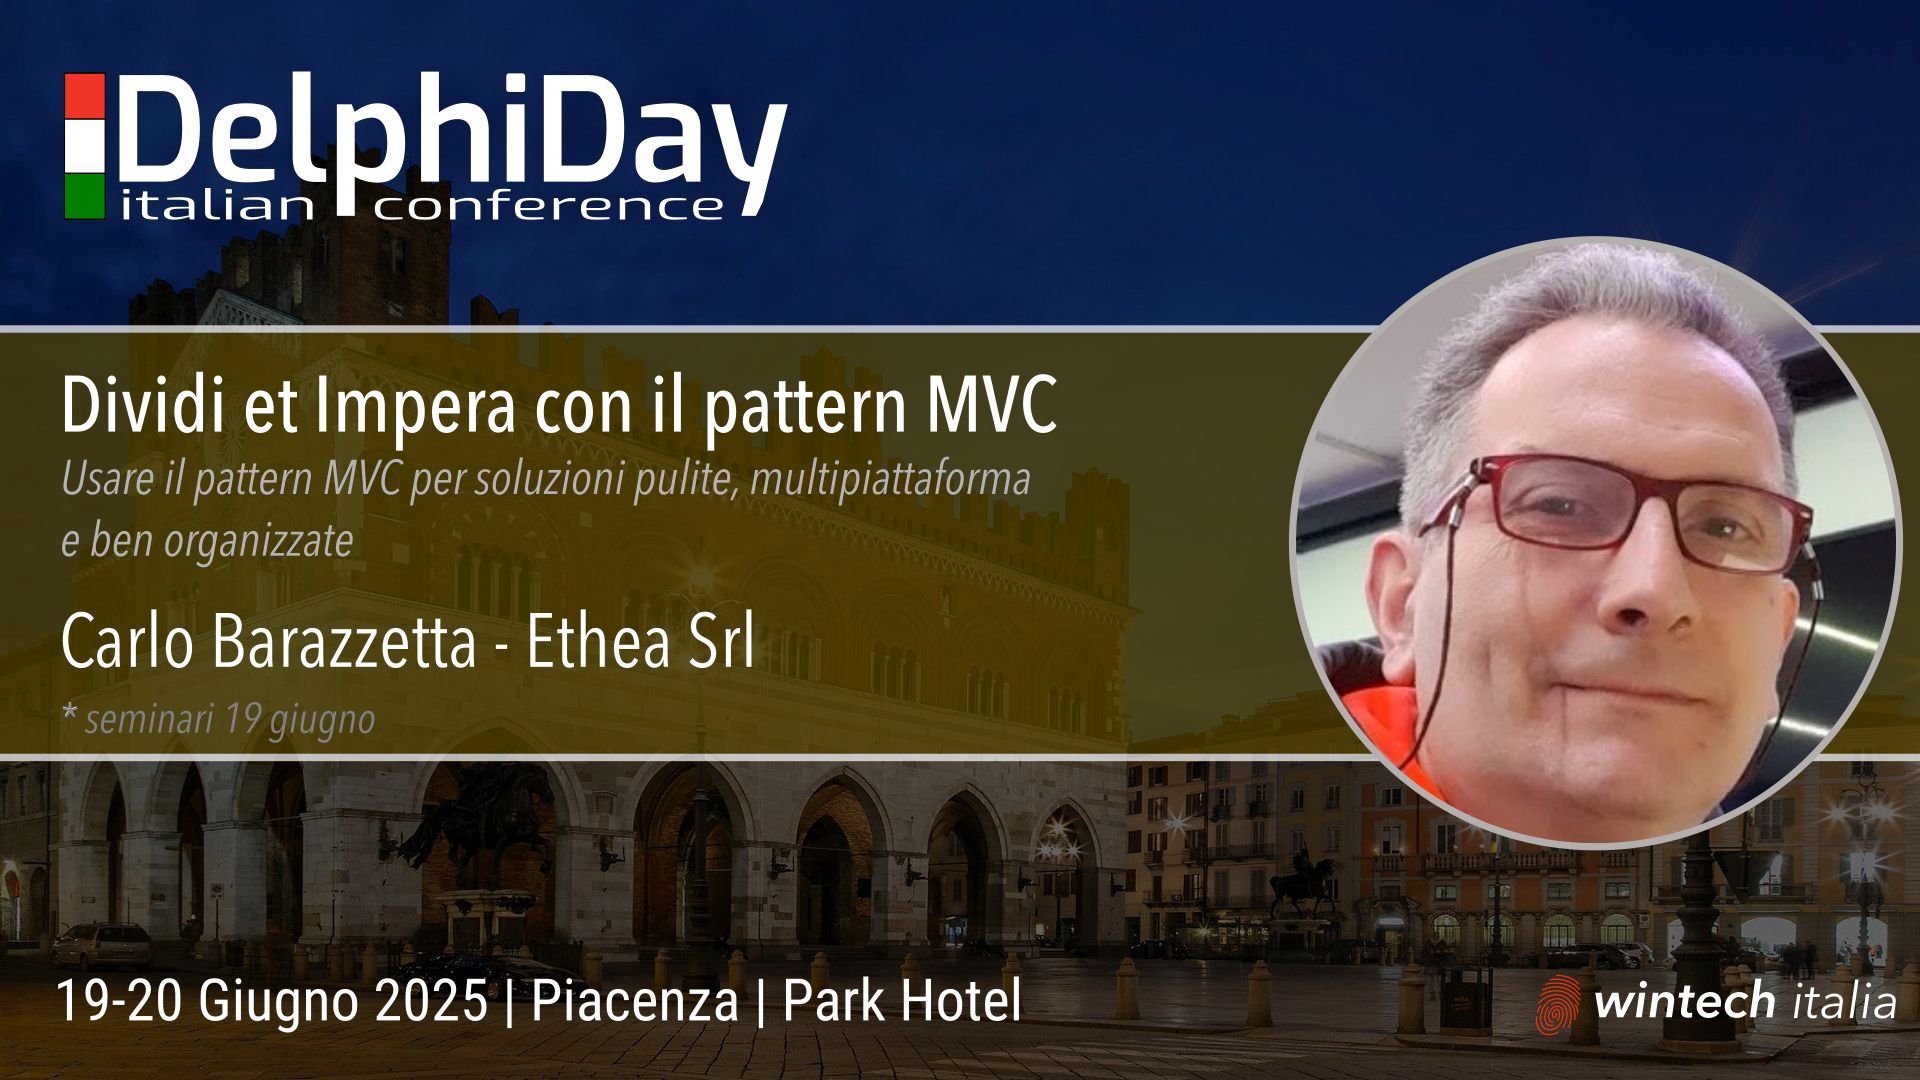 DelphiDay
italian conference
Dividi et Impera con il pattern MVC
Usare il pattern MVC per soluzioni pulite, multipiattaforma
e ben organizzate
Carlo Barazzetta - Ethea Srl
* seminari 19 giugno
19-20 Giugno 2025 | Piacenza | Park Hotel
wintech italia